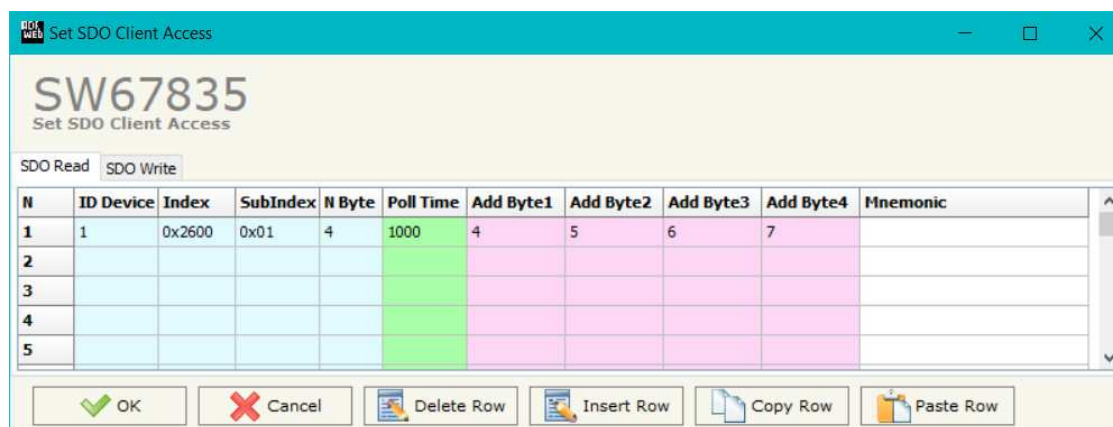 ADF WEB Set SDO Client Access
SW67835
Set SDO Client Access
SDO Read SDO Write
N ID Device Index SubIndex N Byte Poll Time Add Byte1 Add Byte2 Add Byte3 Add Byte4 Mnemonic
1 1 0x2600 0x01 4 1000 4 5 6 7
2
3
4
5
OK Cancel Delete Row Insert Row Copy Row Paste Row